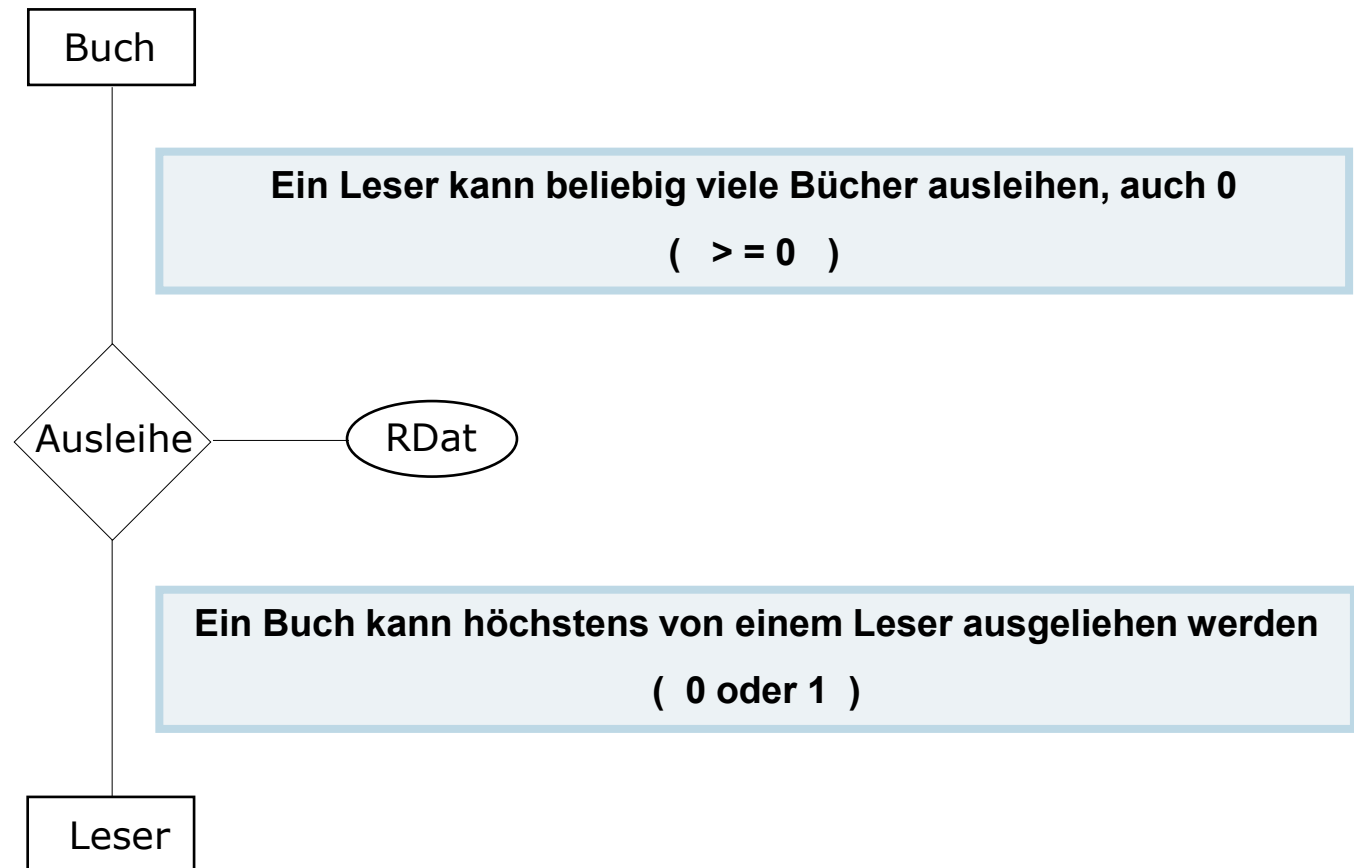 Buch
Ein Leser kann beliebig viele Bücher ausleihen, auch 0
( > = 0 )
Ausleihe
RDat
Ein Buch kann höchstens von einem Leser ausgeliehen werden
( 0 oder 1 )
Leser